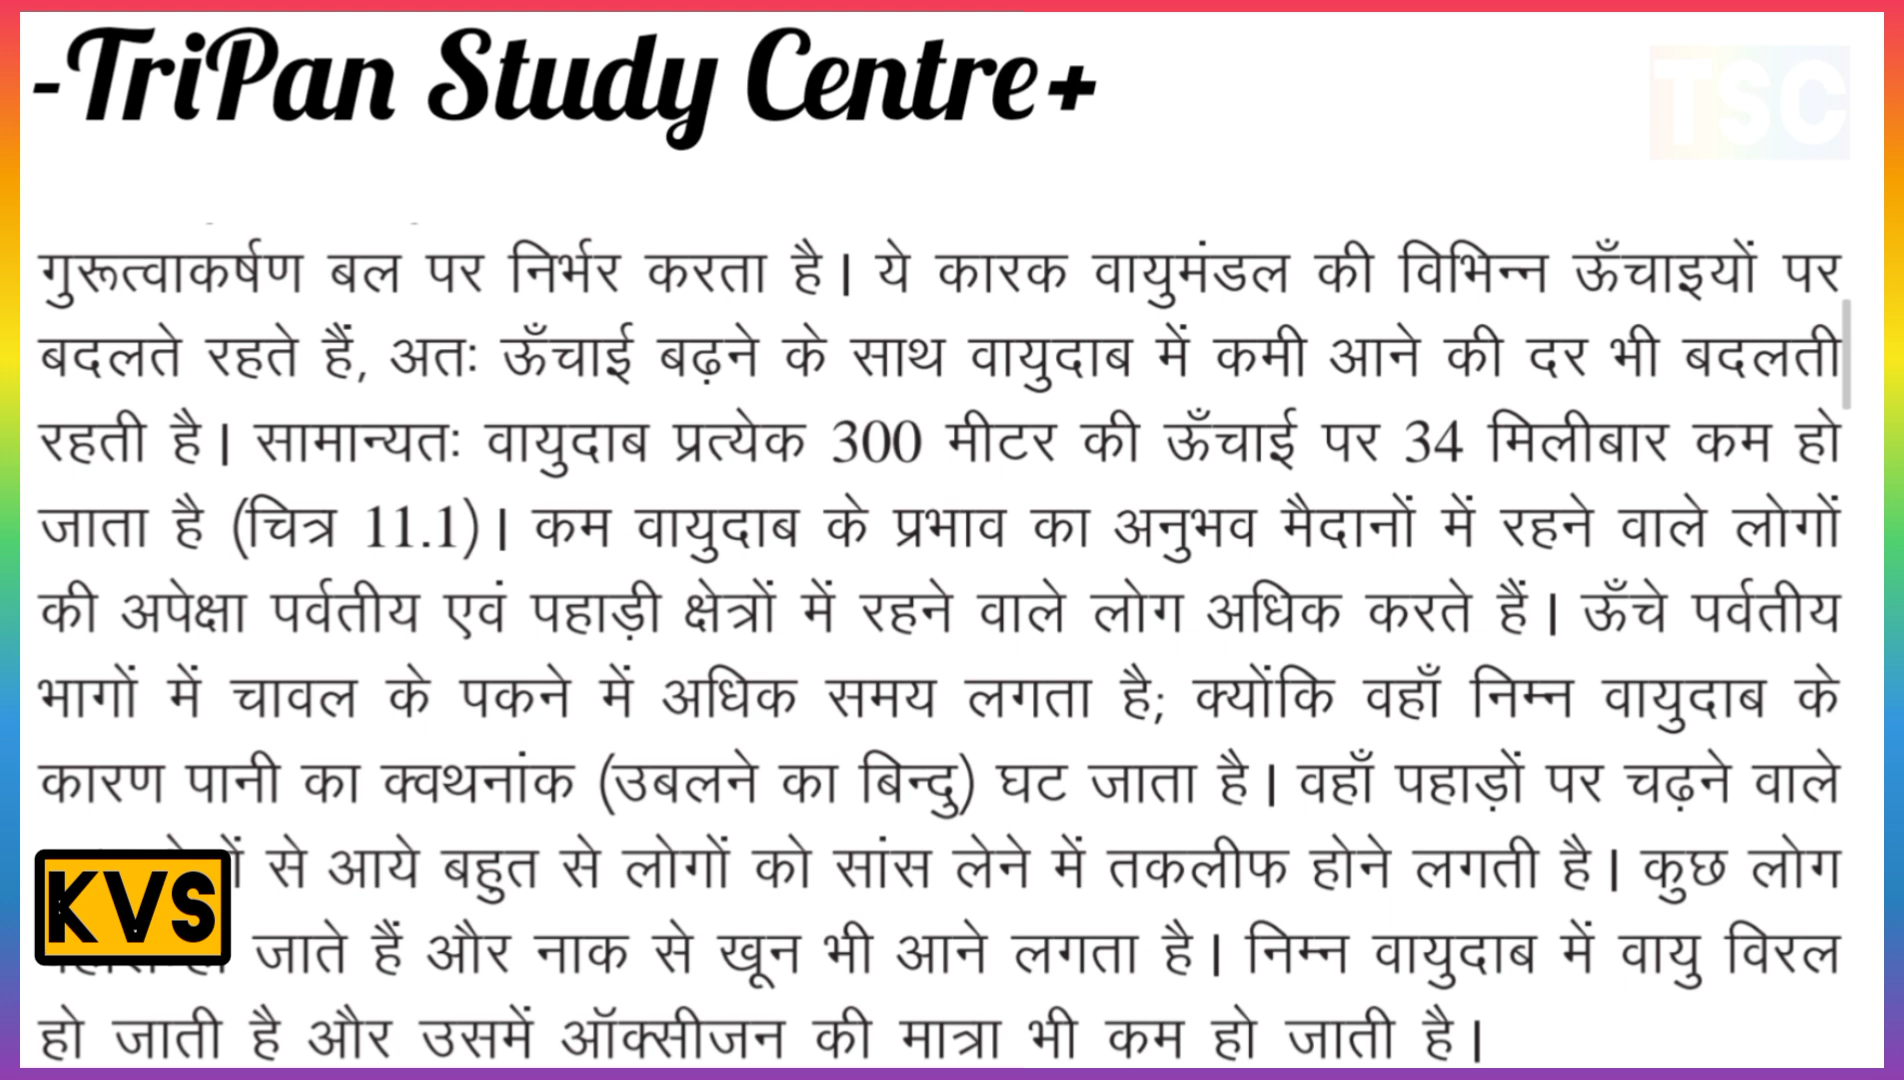 -TriPan Study Centre+
TSC
गुरूत्वाकर्षण बल पर निर्भर करता है। ये कारक वायुमंडल की विभिन्न ऊँचाइयों पर
बदलते रहते हैं, अतः ऊँचाई बढ़ने के साथ वायुदाब में कमी आने की दर भी बदलती
रहती है। सामान्यतः वायुदाब प्रत्येक 300 मीटर की ऊँचाई पर 34 मिलीबार कम हो
जाता है (चित्र 11.1)। कम वायुदाब के प्रभाव का अनुभव मैदानों में रहने वाले लोगों
की अपेक्षा पर्वतीय एवं पहाड़ी क्षेत्रों में रहने वाले लोग अधिक करते हैं। ऊँचे पर्वतीय
भागों में चावल के पकने में अधिक समय लगता है; क्योंकि वहाँ निम्न वायुदाब के
कारण पानी का क्वथनांक (उबलने का बिन्दु) घट जाता है। वहाँ पहाड़ों पर चढ़ने वाले
से आये बहुत से लोगों को सांस लेने में तकलीफ होने लगती है। कुछ लोग
KVS
जाते हैं और नाक से खून भी आने लगता है। निम्न वायुदाब में वायु विरल
हो जाती है और उसमें ऑक्सीजन की मात्रा भी कम हो जाती है।